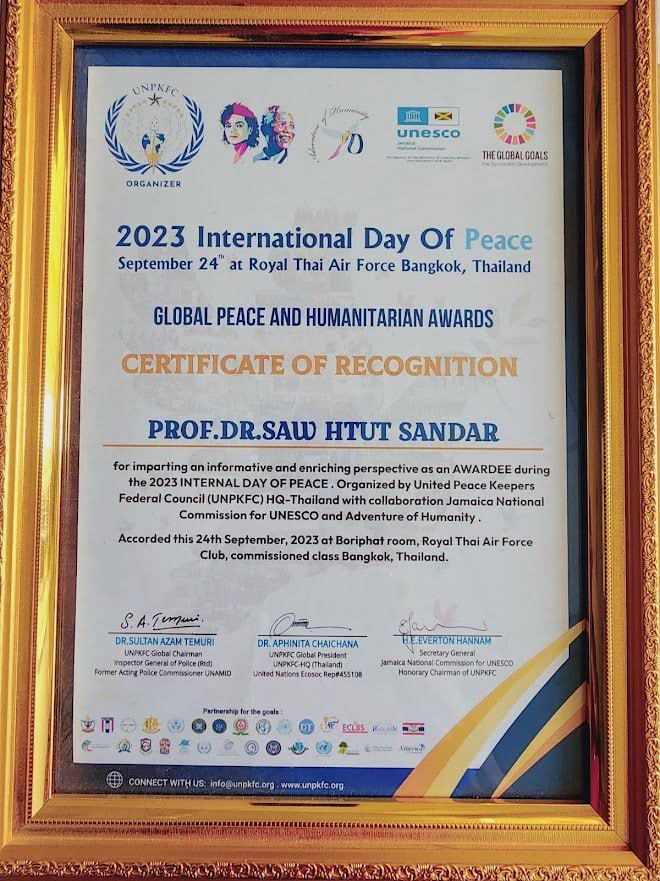 UNPKFC
ORGANIZER
Adventure of Humanity
unesco
Jamaica
National Commission
THE GLOBAL GOALS
For Sustainable Development
2023 International Day Of Peace
September 24th at Royal Thai Air Force Bangkok, Thailand
GLOBAL PEACE AND HUMANITARIAN AWARDS
CERTIFICATE OF RECOGNITION
PROF.DR.SAW HTUT SANDAR
for imparting an informative and enriching perspective as an AWARDEE during
the 2023 INTERNAL DAY OF PEACE . Organized by United Peace Keepers
Federal Council (UNPKFC) HQ-Thailand with collaboration Jamaica National
Commission for UNESCO and Adventure of Humanity .
Accorded this 24th September, 2023 at Boriphat room, Royal Thai Air Force
Club, commissioned class Bangkok, Thailand.
S. A. Temuri.
DR.SULTAN AZAM TEMURI
UNPKFC Global Chairman
Inspector General of Police (Rtd)
Former Acting Police Commissioner UNAMID
DR. APHINITA CHAICHANA
UNPKFC Global President
UNPKFC-HQ (Thailand)
United Nations Ecosoc Rep#455108
H.E.EVERTON HANNAM
Secretary General
Jamaica National Commission for UNESCO
Honorary Chairman of UNPKFC
Partnership for the goals :
ECLBS
CONNECT WITH US: info@unpkfc.org . www.unpkfc.org